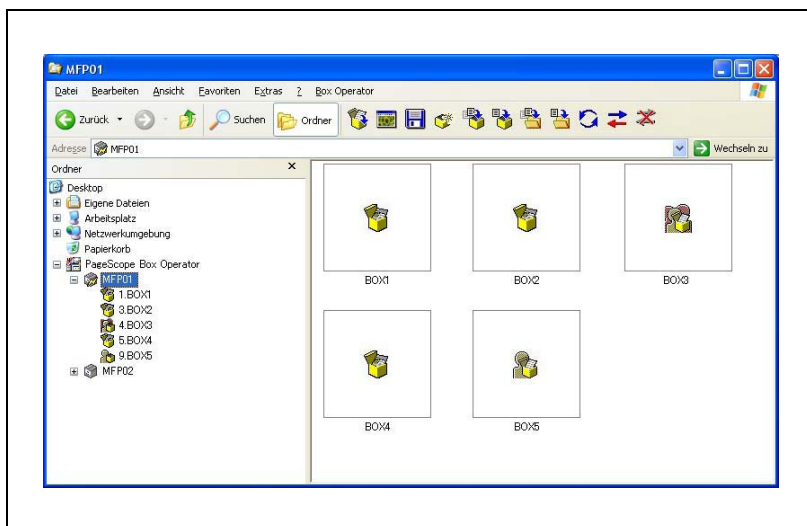 MFP01
Datei Bearbeiten Ansicht Favoriten Extras ? Box Operator
Zurück Suchen Ordner
Adresse MFP01 Wechseln zu
Ordner x
Desktop
Eigene Dateien
Arbeitsplatz
Netzwerkumgebung
Papierkorb
PageScope Box Operator
MFP01
1.BOX1
3.BOX2
4.BOX3
5.BOX4
9.BOX5
MFP02
BOX1 BOX2 BOX3
BOX4 BOX5